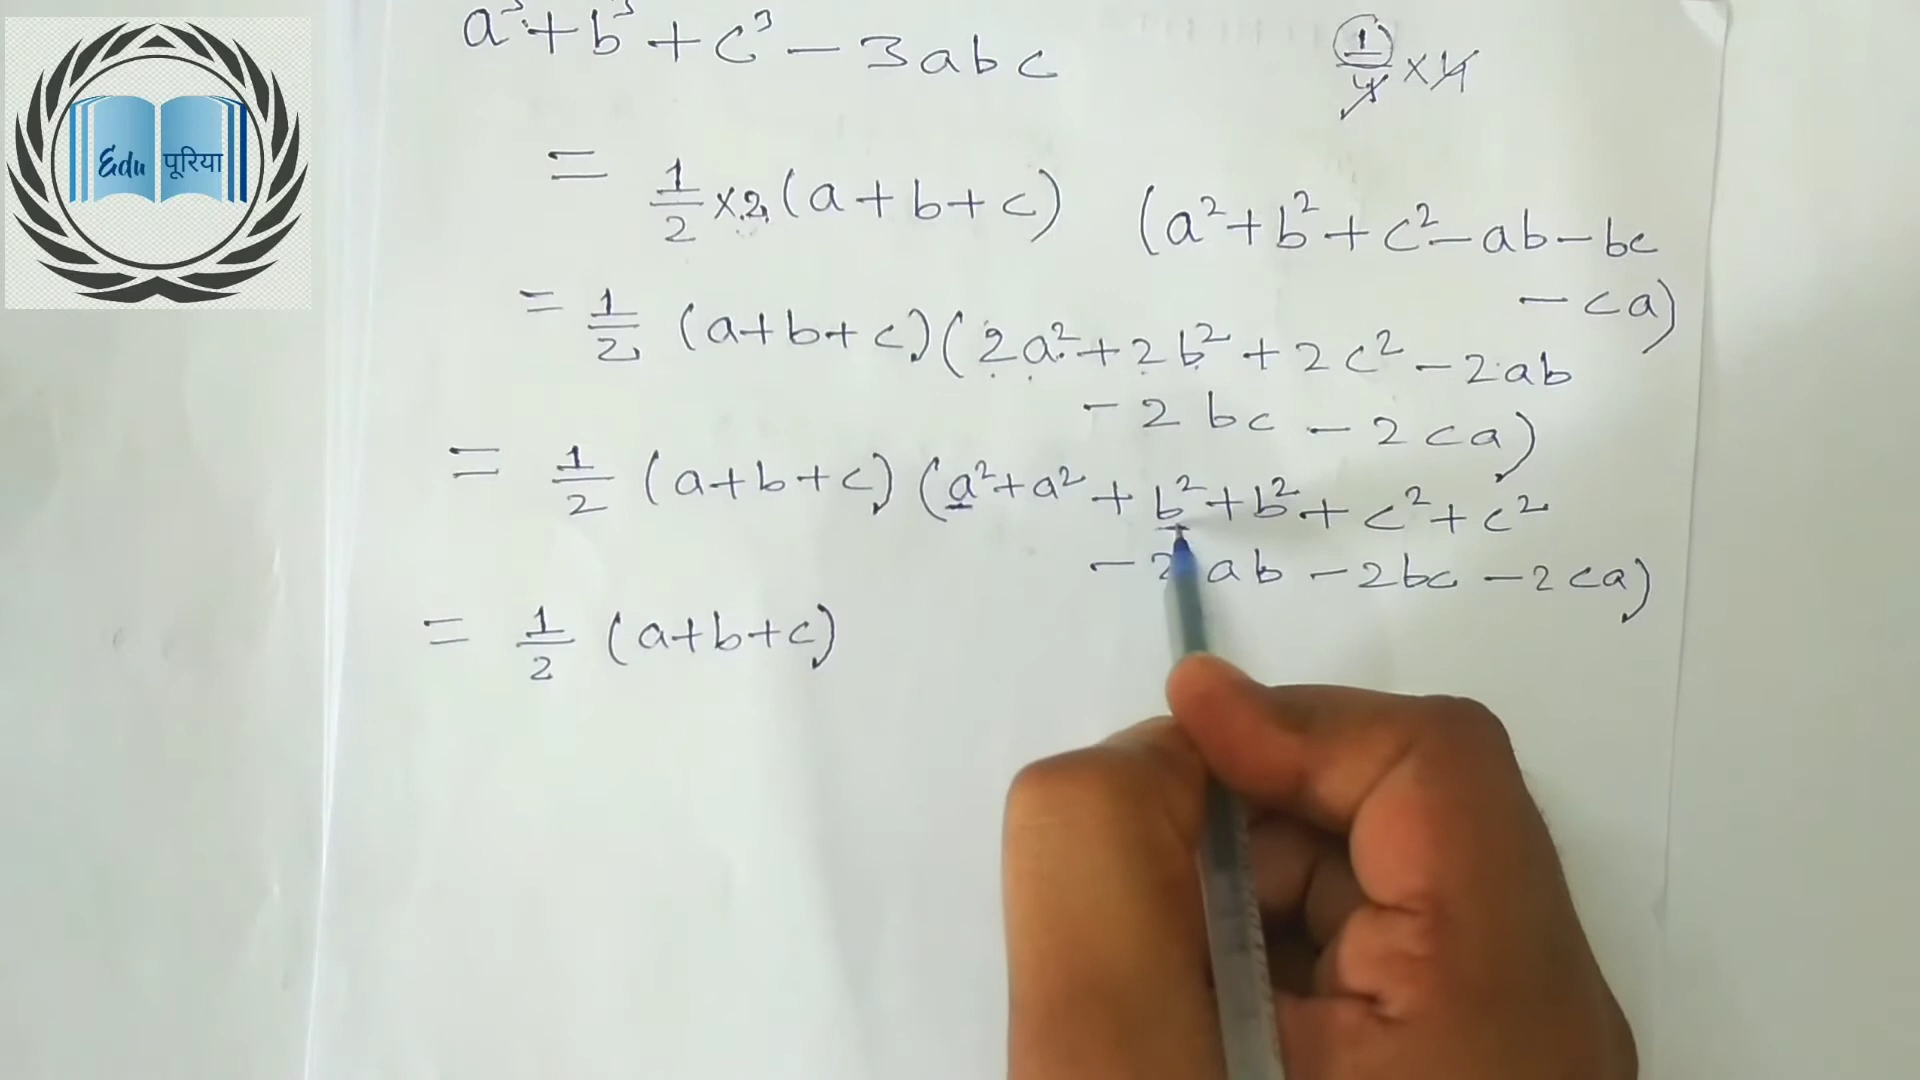 a³+b³+c³-3abc
1/4 × 4
Edu पूरिया
= 1/2 ×2 (a+b+c) (a²+b²+c²-ab-bc
-ca)
= 1/2 (a+b+c)(2a²+2b²+2c²-2ab
-2bc-2ca)
= 1/2 (a+b+c)(a²+a²+b²+b²+c²+c²
-2ab-2bc-2ca)
= 1/2 (a+b+c)